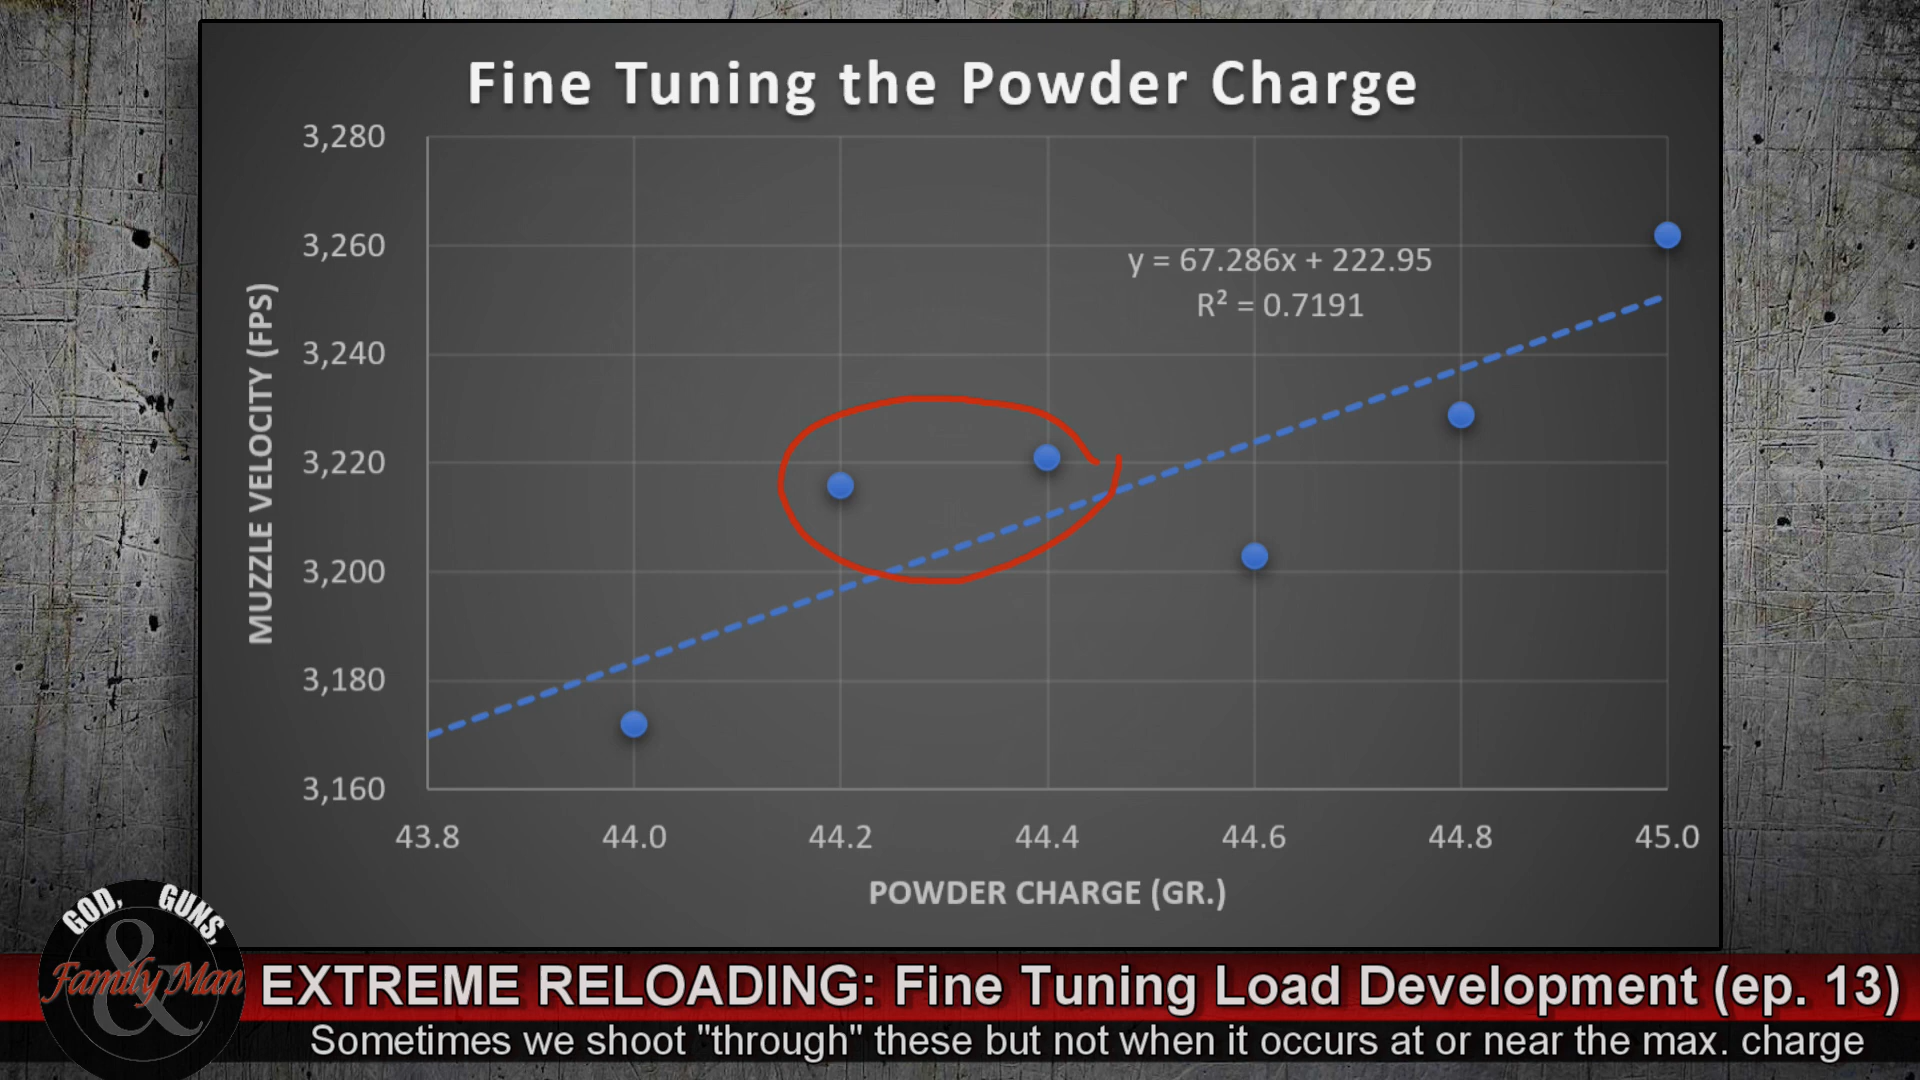 Fine Tuning the Powder Charge
3,280
3,260
3,240
3,220
3,200
3,180
3,160
MUZZLE VELOCITY (FPS)
y = 67.286x + 222.95
R² = 0.7191
43.8 44.0 44.2 44.4 44.6 44.8 45.0
POWDER CHARGE (GR.)
GOD, GUNS,
&
Family Man
EXTREME RELOADING: Fine Tuning Load Development (ep. 13)
Sometimes we shoot "through" these but not when it occurs at or near the max. charge